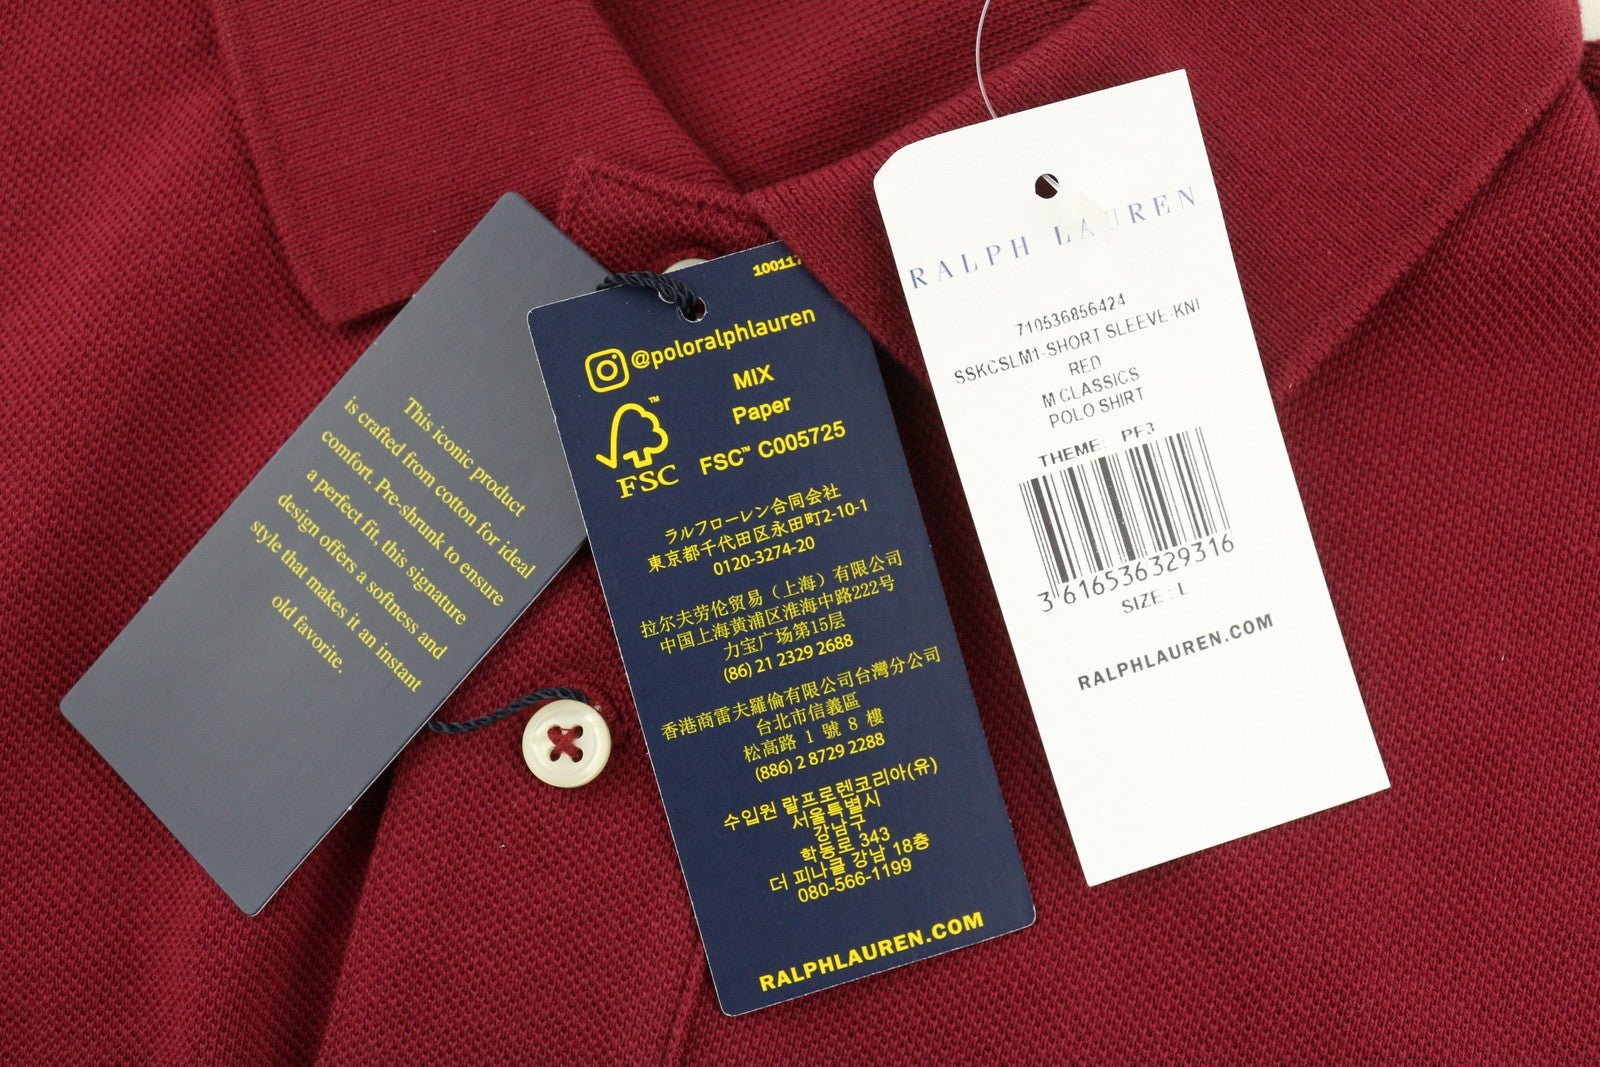 This iconic product
is crafted from cotton for ideal
comfort. Pre-shrunk to ensure
a perfect fit, this signature
design offers a softness and
style that makes it an instant
old favorite.
10011
@poloralphlauren
MIX
Paper
FSC™ C005725
FSC
ラルフローレン合同会社
東京都千代田区永田町2-10-1
0120-3274-20
拉尔夫劳伦贸易（上海）有限公司
中国上海黄浦区淮海中路222号
力宝广场第15层
(86) 21 2329 2688
香港商雷夫羅倫有限公司台灣分公司
台北市信義區
松高路 1 號 8 樓
(886) 2 8729 2288
수입원 랄프로렌코리아(유)
서울특별시
강남구
학동로 343
더 피나클 강남 18층
080-566-1199
RALPHLAUREN.COM
RALPH LAUREN
710536856424
SSKCSLM1-SHORT SLEEVE-KNI
RED
M CLASSICS
POLO SHIRT
THEME: PF3
3 616536 329316
SIZE : L
RALPHLAUREN.COM